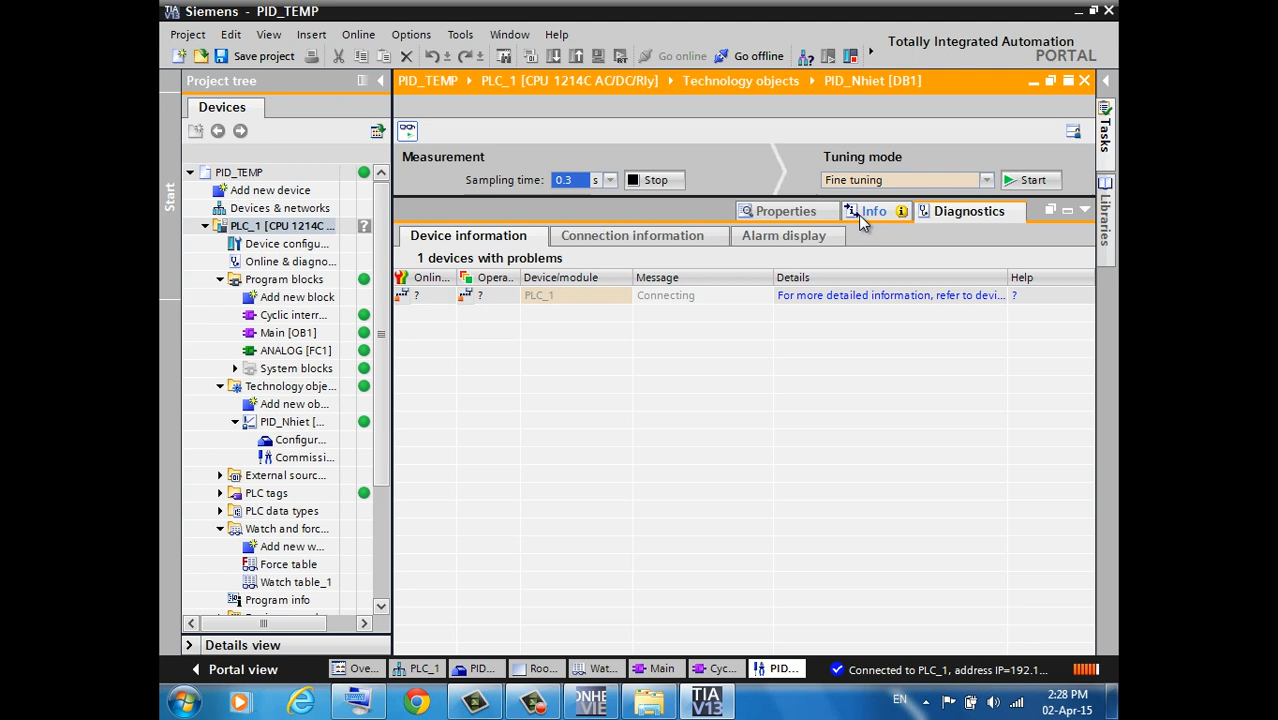 Siemens - PID_TEMP
Project Edit View Insert Online Options Tools Window Help
Totally Integrated Automation
PORTAL
Save project
Go online
Go offline
Project tree
PID_TEMP PLC_1 [CPU 1214C AC/DC/Rly] Technology objects PID_Nhiet [DB1]
Devices
Start
Tasks
Libraries
Measurement
Tuning mode
Sampling time: 0.3 s Stop
Fine tuning Start
Properties Info Diagnostics
Device information Connection information Alarm display
1 devices with problems
Onlin... Opera... Device/module Message Details Help
? ? PLC_1 Connecting For more detailed information, refer to devi... ?
PID_TEMP
Add new device
Devices & networks
PLC_1 [CPU 1214C ... ?
Device configu...
Online & diagno...
Program blocks
Add new block
Cyclic interr...
Main [OB1]
ANALOG [FC1]
System blocks
Technology obje...
Add new ob...
PID_Nhiet [...
Configur...
Commissi...
External sourc...
PLC tags
PLC data types
Watch and forc...
Add new w...
Force table
Watch table_1
Program info
Details view
Portal view
Ove... PLC_1 PID... Roo... Wat... Main Cyc... PID...
Connected to PLC_1, address IP=192.1...
TIA
V13
EN
2:28 PM
02-Apr-15